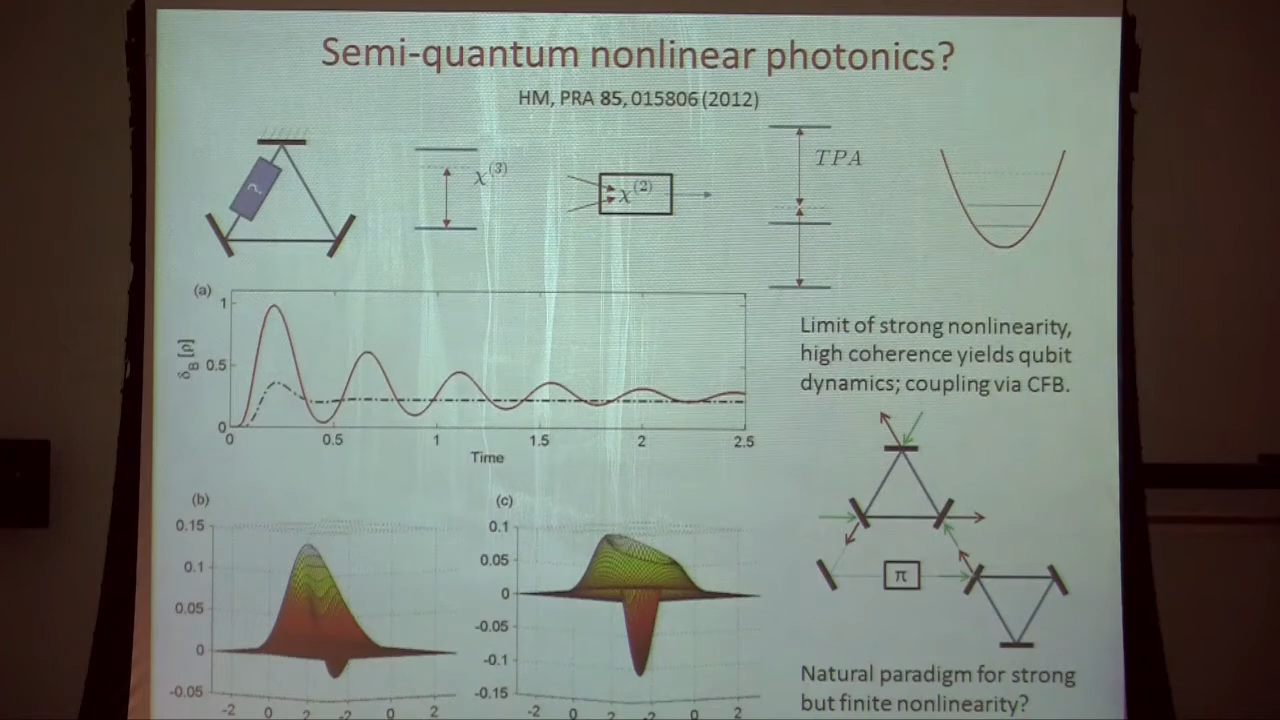 Semi-quantum nonlinear photonics?
HM, PRA 85, 015806 (2012)
?
χ(3)
χ(2)
TPA
(a)
1
0.5
0
δB [ρ]
0 0.5 1 1.5 2 2.5
Time
Limit of strong nonlinearity,
high coherence yields qubit
dynamics; coupling via CFB.
(b)
0.15
0.1
0.05
0
-0.05
-2 0 2 -2 0 2
(c)
0.1
0.05
0
-0.05
-0.1
-0.15
-2 0 2 -2 0 2
π
Natural paradigm for strong
but finite nonlinearity?